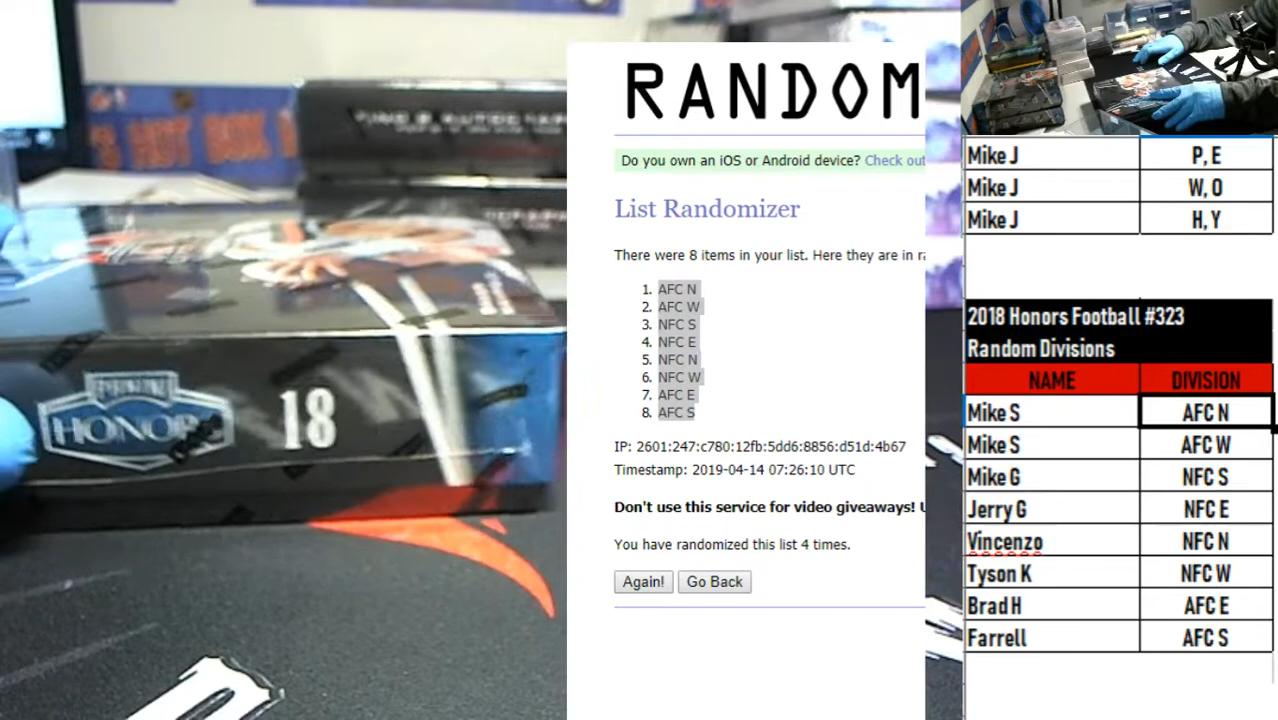 'S HOT BOX
PANINI
HONORS
18
RANDOM
Do you own an iOS or Android device? Check out
List Randomizer
There were 8 items in your list. Here they are in ra
1. AFC N
2. AFC W
3. NFC S
4. NFC E
5. NFC N
6. NFC W
7. AFC E
8. AFC S
IP: 2601:247:c780:12fb:5dd6:8856:d51d:4b67
Timestamp: 2019-04-14 07:26:10 UTC
Don't use this service for video giveaways! U
You have randomized this list 4 times.
Again! Go Back
Mike J P, E
Mike J W, O
Mike J H, Y
2018 Honors Football #323
Random Divisions
NAME DIVISION
Mike S AFC N
Mike S AFC W
Mike G NFC S
Jerry G NFC E
Vincenzo NFC N
Tyson K NFC W
Brad H AFC E
Farrell AFC S